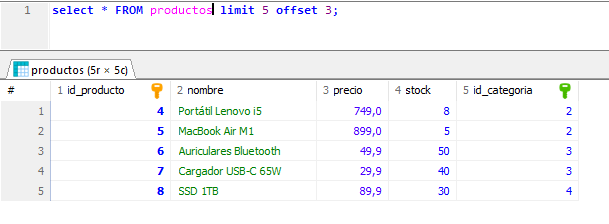 1 select * FROM productos limit 5 offset 3;
productos (5r × 5c)
# 1 id_producto 2 nombre 3 precio 4 stock 5 id_categoria
1 4 Portátil Lenovo i5 749,0 8 2
2 5 MacBook Air M1 899,0 5 2
3 6 Auriculares Bluetooth 49,9 50 3
4 7 Cargador USB-C 65W 29,9 40 3
5 8 SSD 1TB 89,9 30 4